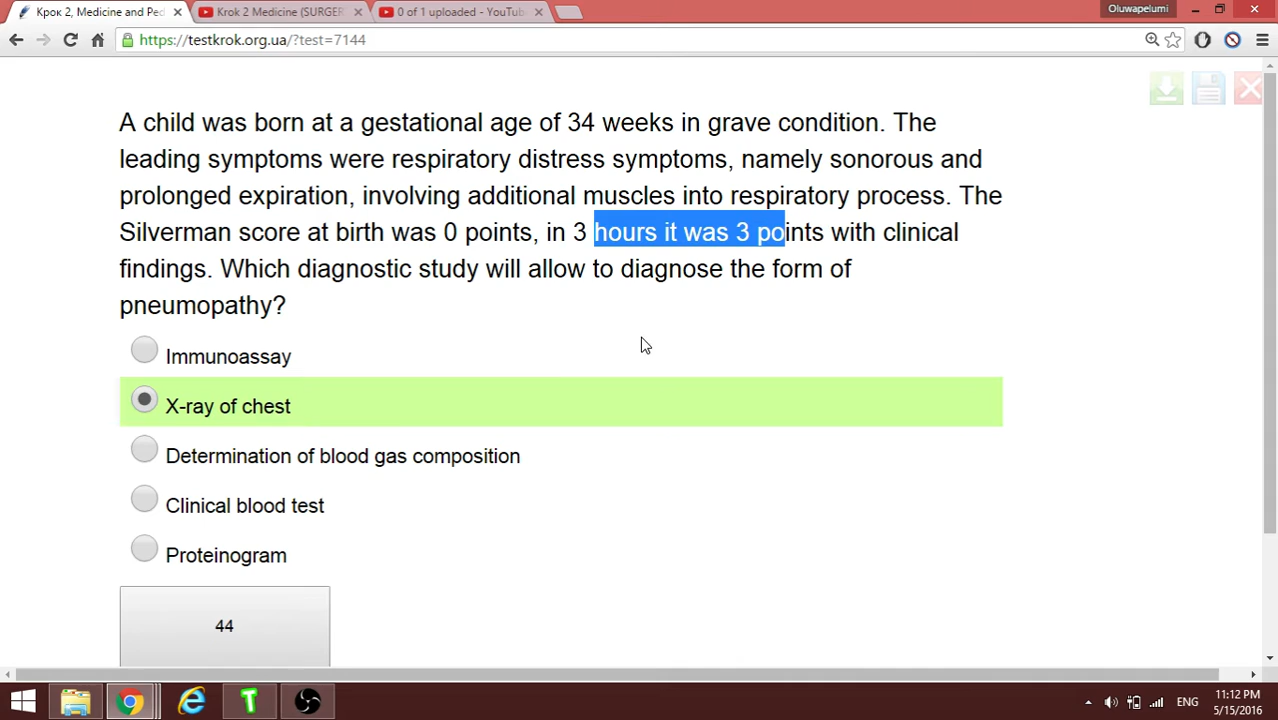 Крок 2, Medicine and Ped
Krok 2 Medicine (SURGER
0 of 1 uploaded - YouTub
Oluwapelumi
https://testkrok.org.ua/?test=7144
A child was born at a gestational age of 34 weeks in grave condition. The
leading symptoms were respiratory distress symptoms, namely sonorous and
prolonged expiration, involving additional muscles into respiratory process. The
Silverman score at birth was 0 points, in 3 hours it was 3 points with clinical
findings. Which diagnostic study will allow to diagnose the form of
pneumopathy?
Immunoassay
X-ray of chest
Determination of blood gas composition
Clinical blood test
Proteinogram
44
T
ENG
11:12 PM
5/15/2016